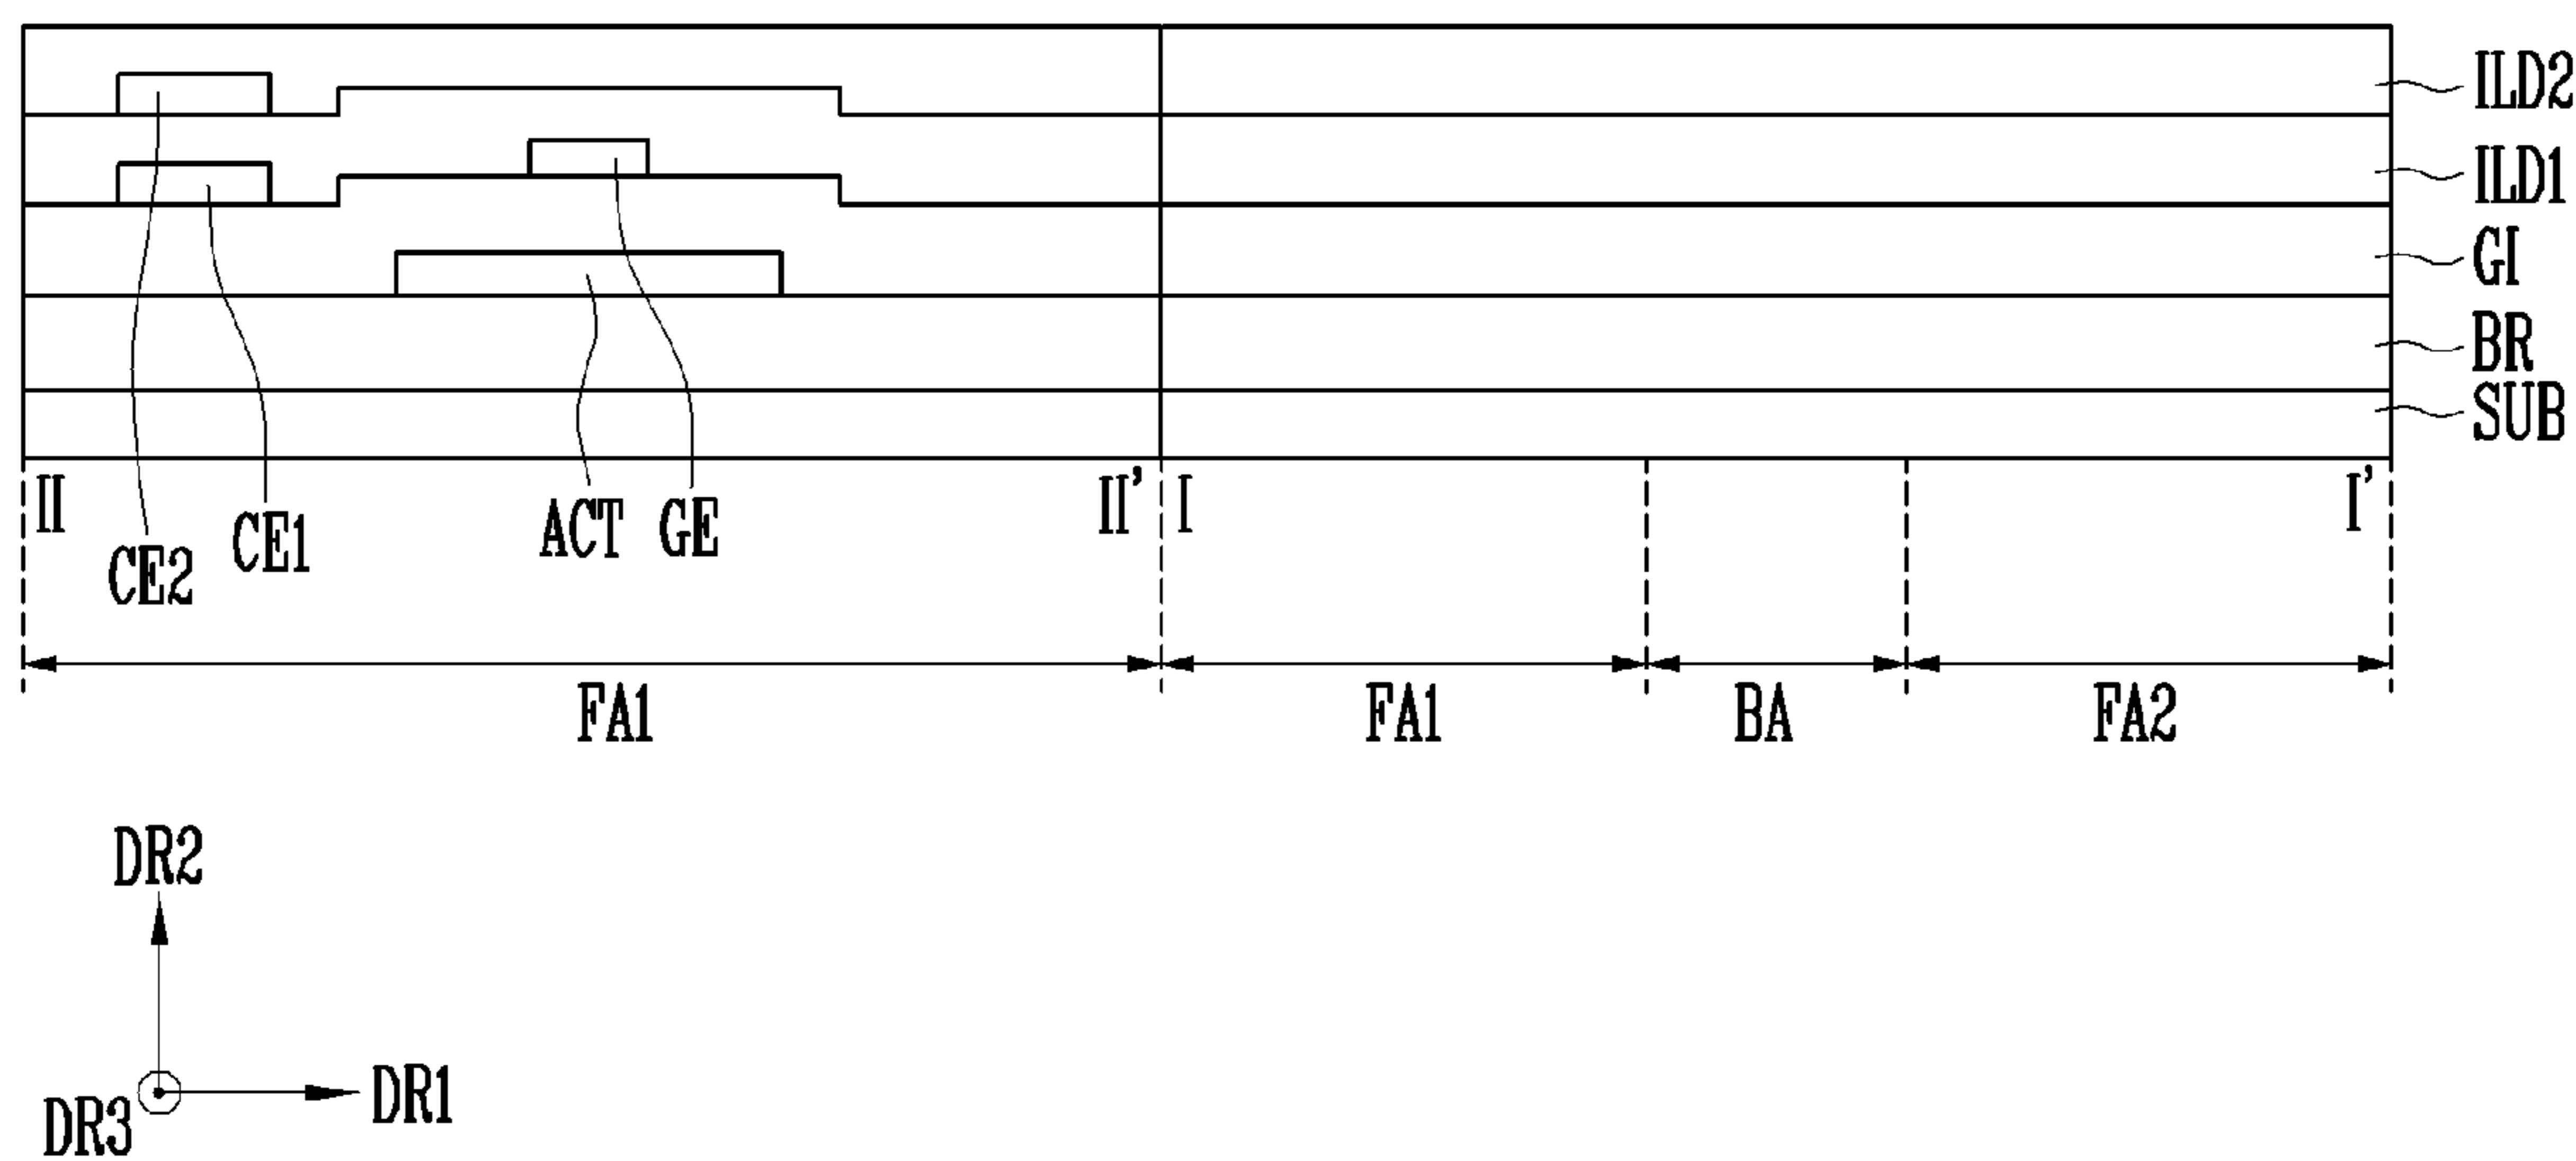 ILD2
ILD1
GI
BR
SUB
II
II' I
I'
CE2
CE1
ACT
GE
FA1
FA1
BA
FA2
DR2
DR1
DR3